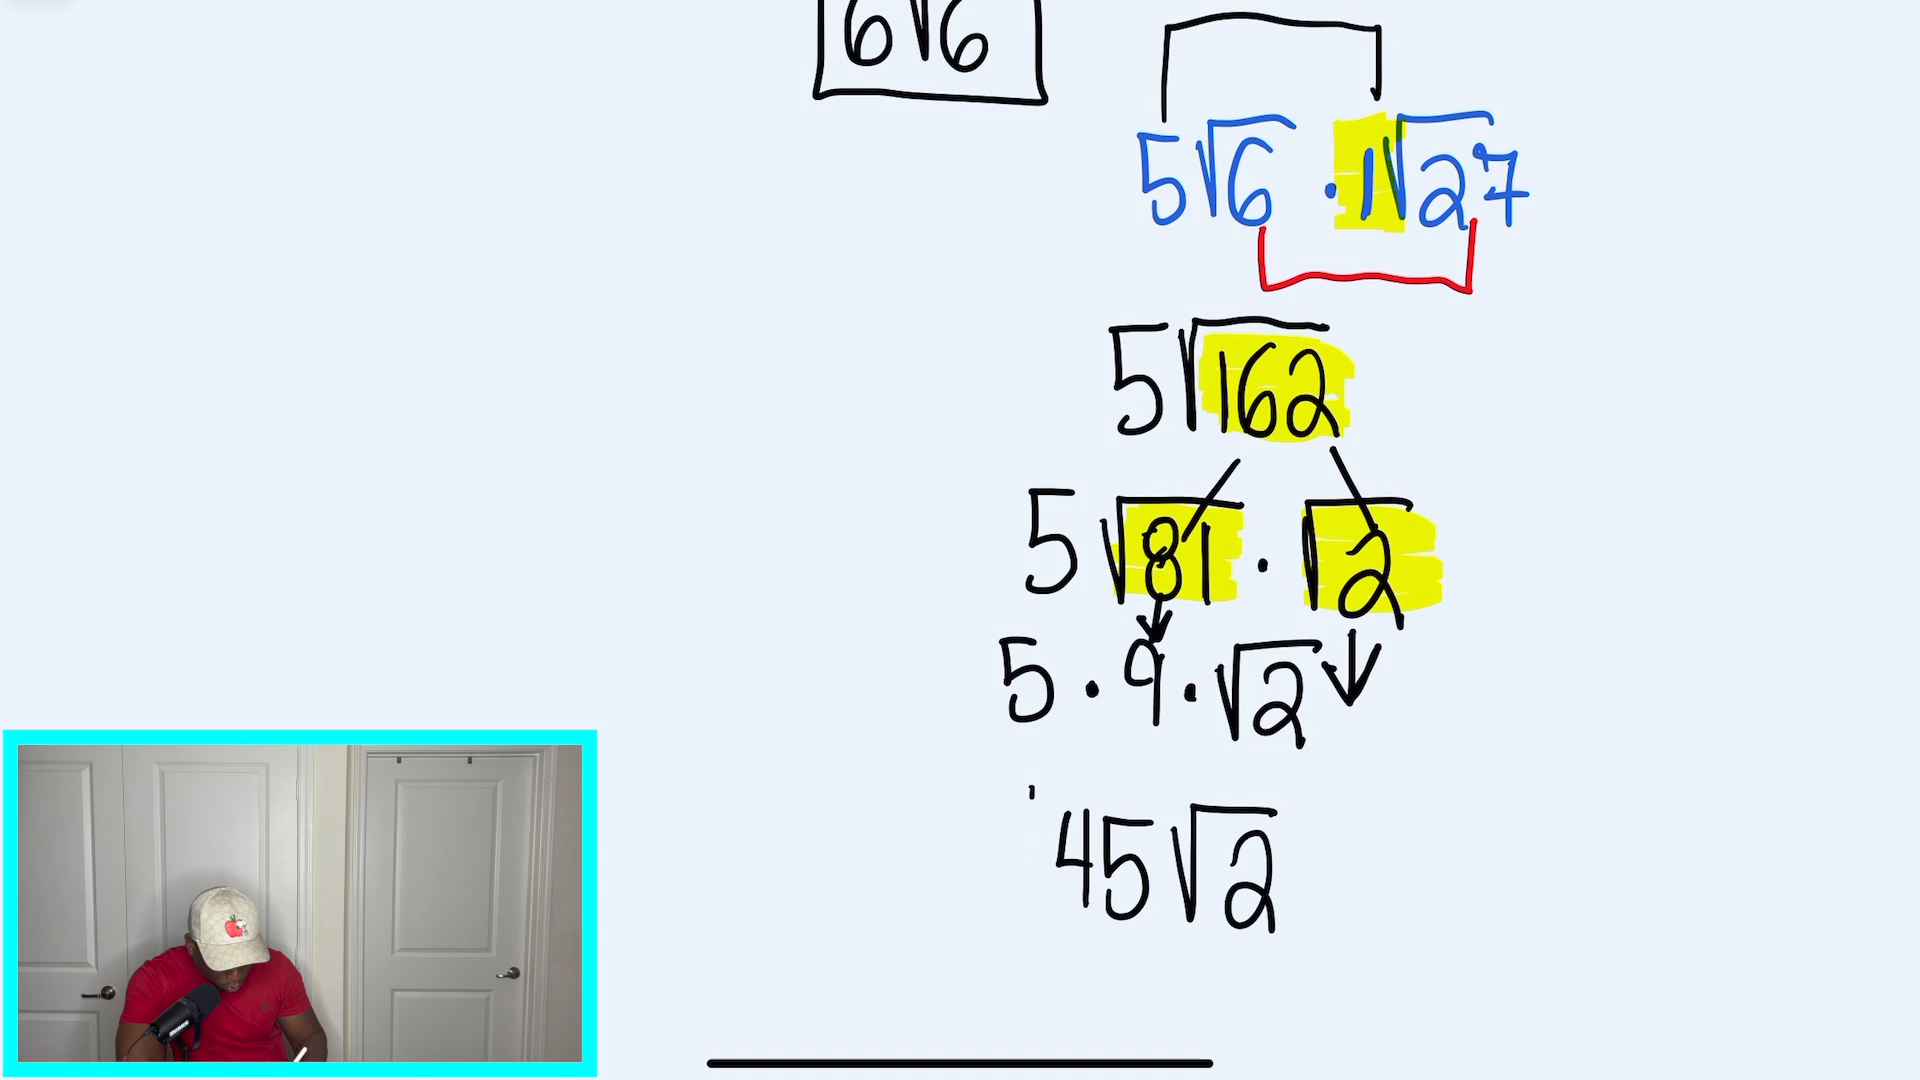 6√6
5√6 · 1√27
5√162
5√81 · √2
5 · 9 · √2
45√2